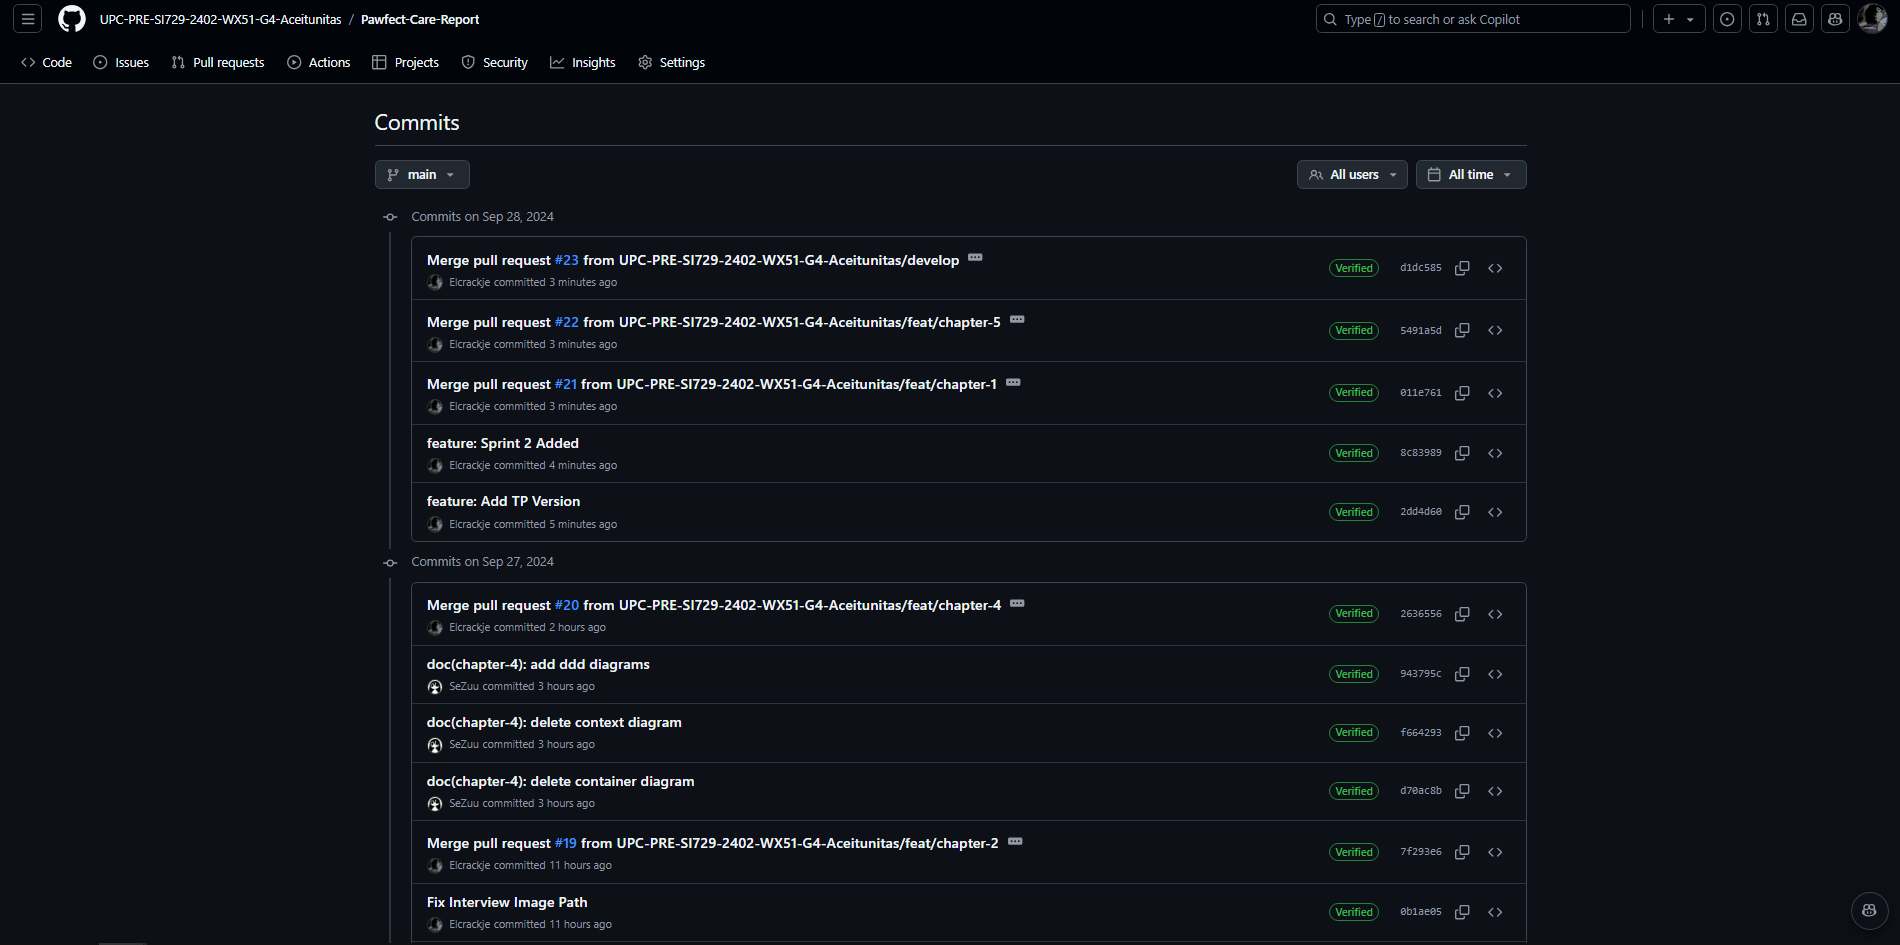 UPC-PRE-SI729-2402-WX51-G4-Aceitunitas / Pawfect-Care-Report
Type / to search or ask Copilot
Code Issues Pull requests Actions Projects Security Insights Settings
Commits
main All users All time
Commits on Sep 28, 2024
Merge pull request #23 from UPC-PRE-SI729-2402-WX51-G4-Aceitunitas/develop
Elcrackje committed 3 minutes ago
Verified d1dc585
Merge pull request #22 from UPC-PRE-SI729-2402-WX51-G4-Aceitunitas/feat/chapter-5
Elcrackje committed 3 minutes ago
Verified 5491a5d
Merge pull request #21 from UPC-PRE-SI729-2402-WX51-G4-Aceitunitas/feat/chapter-1
Elcrackje committed 3 minutes ago
Verified 011e761
feature: Sprint 2 Added
Elcrackje committed 4 minutes ago
Verified 8c83989
feature: Add TP Version
Elcrackje committed 5 minutes ago
Verified 2dd4d60
Commits on Sep 27, 2024
Merge pull request #20 from UPC-PRE-SI729-2402-WX51-G4-Aceitunitas/feat/chapter-4
Elcrackje committed 2 hours ago
Verified 2636556
doc(chapter-4): add ddd diagrams
SeZuu committed 3 hours ago
Verified 943795c
doc(chapter-4): delete context diagram
SeZuu committed 3 hours ago
Verified f664293
doc(chapter-4): delete container diagram
SeZuu committed 3 hours ago
Verified d70ac8b
Merge pull request #19 from UPC-PRE-SI729-2402-WX51-G4-Aceitunitas/feat/chapter-2
Elcrackje committed 11 hours ago
Verified 7f293e6
Fix Interview Image Path
Elcrackje committed 11 hours ago
Verified 0b1ae05